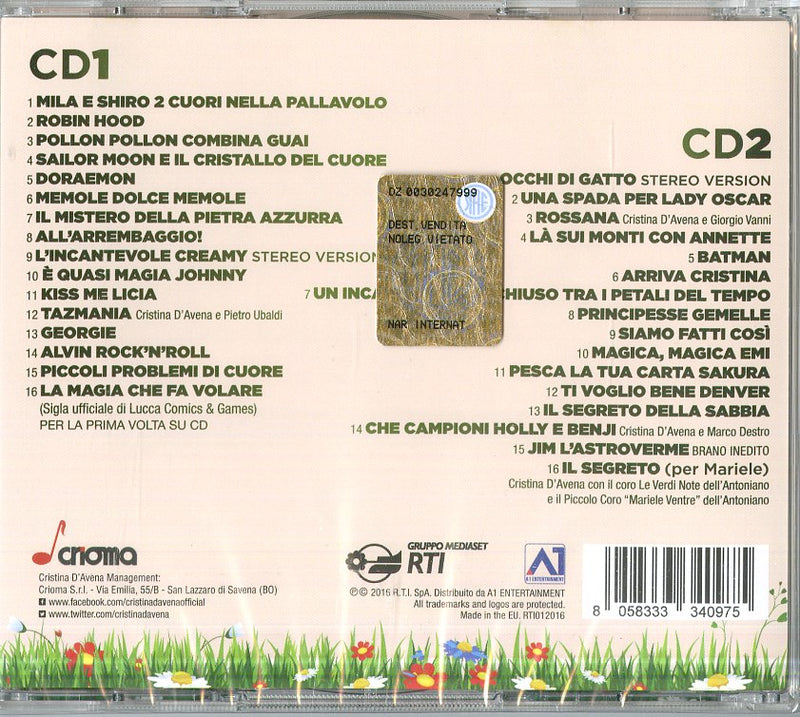 CD1
1 MILA E SHIRO 2 CUORI NELLA PALLAVOLO
2 ROBIN HOOD
3 POLLON POLLON COMBINA GUAI
4 SAILOR MOON E IL CRISTALLO DEL CUORE
5 DORAEMON
6 MEMOLE DOLCE MEMOLE
7 IL MISTERO DELLA PIETRA AZZURRA
8 ALL'ARREMBAGGIO!
9 L'INCANTEVOLE CREAMY STEREO VERSION
10 È QUASI MAGIA JOHNNY
11 KISS ME LICIA
12 TAZMANIA Cristina D'Avena e Pietro Ubaldi
13 GEORGIE
14 ALVIN ROCK'N'ROLL
15 PICCOLI PROBLEMI DI CUORE
16 LA MAGIA CHE FA VOLARE
(Sigla ufficiale di Lucca Comics & Games)
PER LA PRIMA VOLTA SU CD
DZ 0030247999
DEST.VENDITA
NOLEG.VIETATO
NAR INTERNAT
CD2
OCCHI DI GATTO STEREO VERSION
2 UNA SPADA PER LADY OSCAR
3 ROSSANA Cristina D'Avena e Giorgio Vanni
4 LÀ SUI MONTI CON ANNETTE
5 BATMAN
6 ARRIVA CRISTINA
7 UN CHIUSO TRA I PETALI DEL TEMPO
8 PRINCIPESSE GEMELLE
9 SIAMO FATTI COSÌ
10 MAGICA, MAGICA EMI
11 PESCA LA TUA CARTA SAKURA
12 TI VOGLIO BENE DENVER
13 IL SEGRETO DELLA SABBIA
14 CHE CAMPIONI HOLLY E BENJI Cristina D'Avena e Marco Destro
15 JIM L'ASTROVERME BRANO INEDITO
16 IL SEGRETO (per Mariele)
Cristina D'Avena con il coro Le Verdi Note dell'Antoniano
e il Piccolo Coro "Mariele Ventre" dell'Antoniano
crioma
Cristina D'Avena Management:
Crioma S.r.l. - Via Emilia, 55/B - San Lazzaro di Savena (BO)
www.facebook.com/cristinadavenaofficial
www.twitter.com/cristinadavena
GRUPPO MEDIASET
RTI
A1
A1 ENTERTAINMENT
℗© 2016 R.T.I. SpA. Distribuito da A1 ENTERTAINMENT
All trademarks and logos are protected.
Made in the EU. RTI012016
8 058333 340975